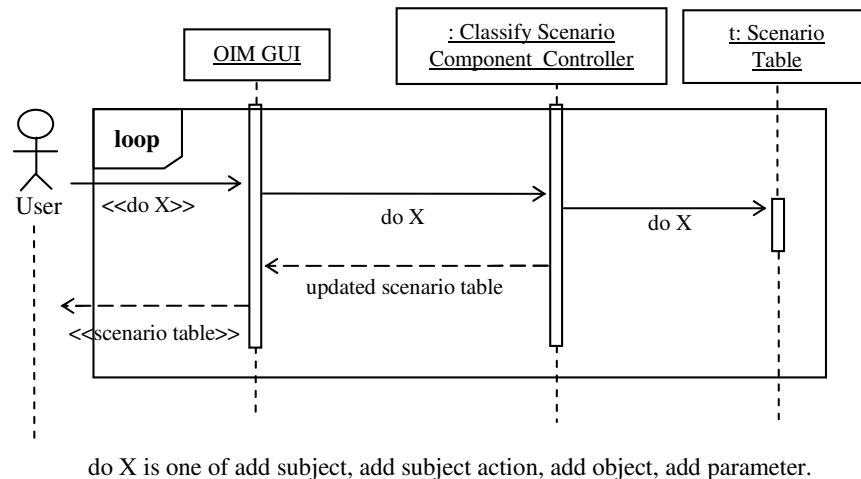 OIM GUI
: Classify Scenario
Component Controller
t: Scenario
Table
loop
User
<<do X>>
do X
do X
updated scenario table
<<scenario table>>
do X is one of add subject, add subject action, add object, add parameter.